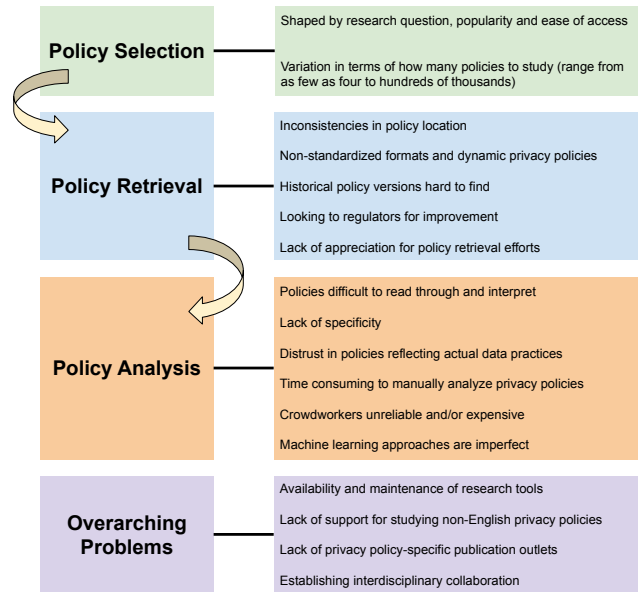 Policy Selection
Shaped by research question, popularity and ease of access
Variation in terms of how many policies to study (range from
as few as four to hundreds of thousands)
Policy Retrieval
Inconsistencies in policy location
Non-standardized formats and dynamic privacy policies
Historical policy versions hard to find
Looking to regulators for improvement
Lack of appreciation for policy retrieval efforts
Policy Analysis
Policies difficult to read through and interpret
Lack of specificity
Distrust in policies reflecting actual data practices
Time consuming to manually analyze privacy policies
Crowdworkers unreliable and/or expensive
Machine learning approaches are imperfect
Overarching
Problems
Availability and maintenance of research tools
Lack of support for studying non-English privacy policies
Lack of privacy policy-specific publication outlets
Establishing interdisciplinary collaboration